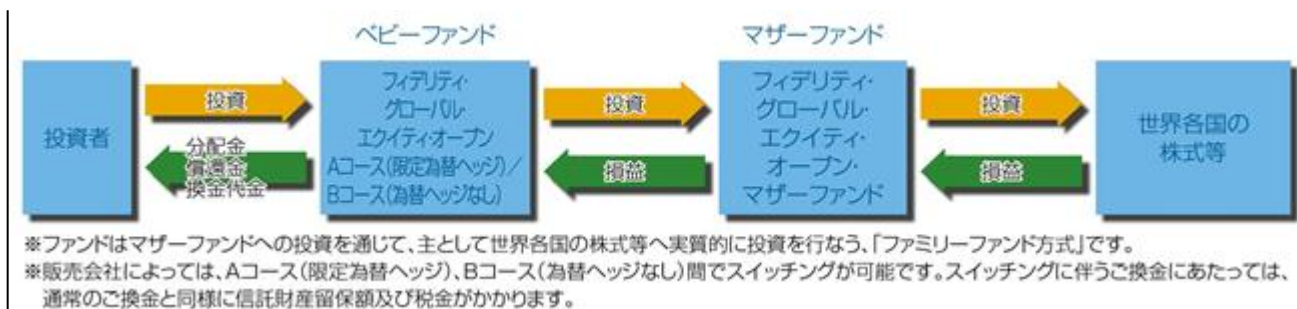 ベビーファンド
マザーファンド
投資者
投資
分配金
償還金
換金代金
フィデリティ・
グローバル・
エクイティ・オープン
Aコース(限定為替ヘッジ)/
Bコース(為替ヘッジなし)
投資
損益
フィデリティ・
グローバル・
エクイティ・
オープン・
マザーファンド
投資
損益
世界各国の
株式等
※ファンドはマザーファンドへの投資を通じて、主として世界各国の株式等へ実質的に投資を行なう、「ファミリーファンド方式」です。
※販売会社によっては、Aコース(限定為替ヘッジ)、Bコース(為替ヘッジなし)間でスイッチングが可能です。スイッチングに伴うご換金にあたっては、
通常のご換金と同様に信託財産留保額及び税金がかかります。